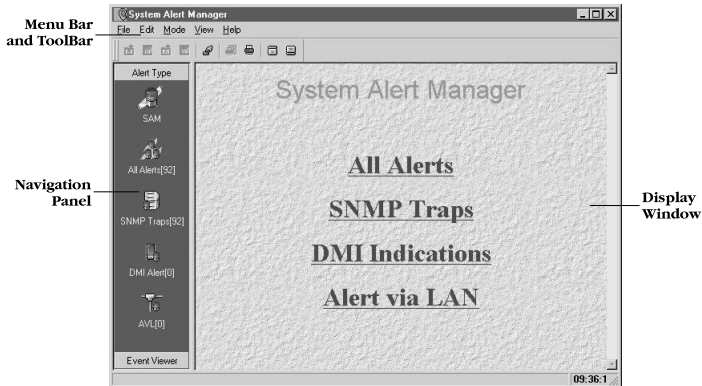 System Alert Manager
Menu Bar
and ToolBar
File Edit Mode View Help
Alert Type
SAM
All Alerts[92]
Navigation
Panel
SNMP Traps[92]
DMI Alert[0]
AVL[0]
Event Viewer
System Alert Manager
All Alerts
SNMP Traps
DMI Indications
Alert via LAN
Display
Window
09:36:1